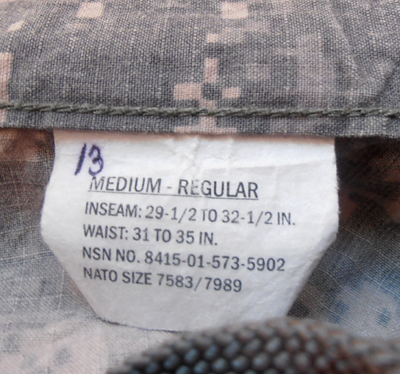 13
MEDIUM - REGULAR
INSEAM: 29-1/2 TO 32-1/2 IN.
WAIST: 31 TO 35 IN.
NSN NO. 8415-01-573-5902
NATO SIZE 7583/7989